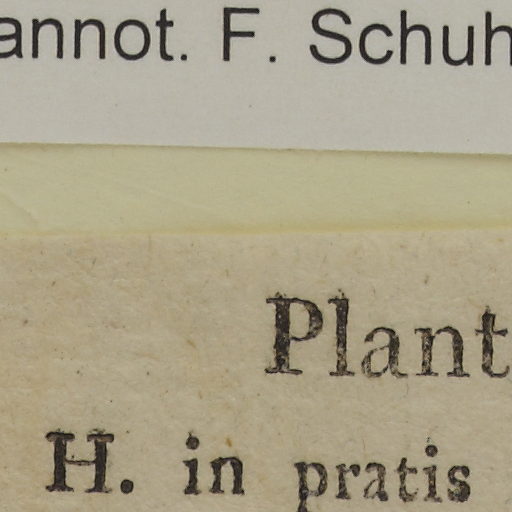 annot. F. Schuh
Plant
H. in pratis